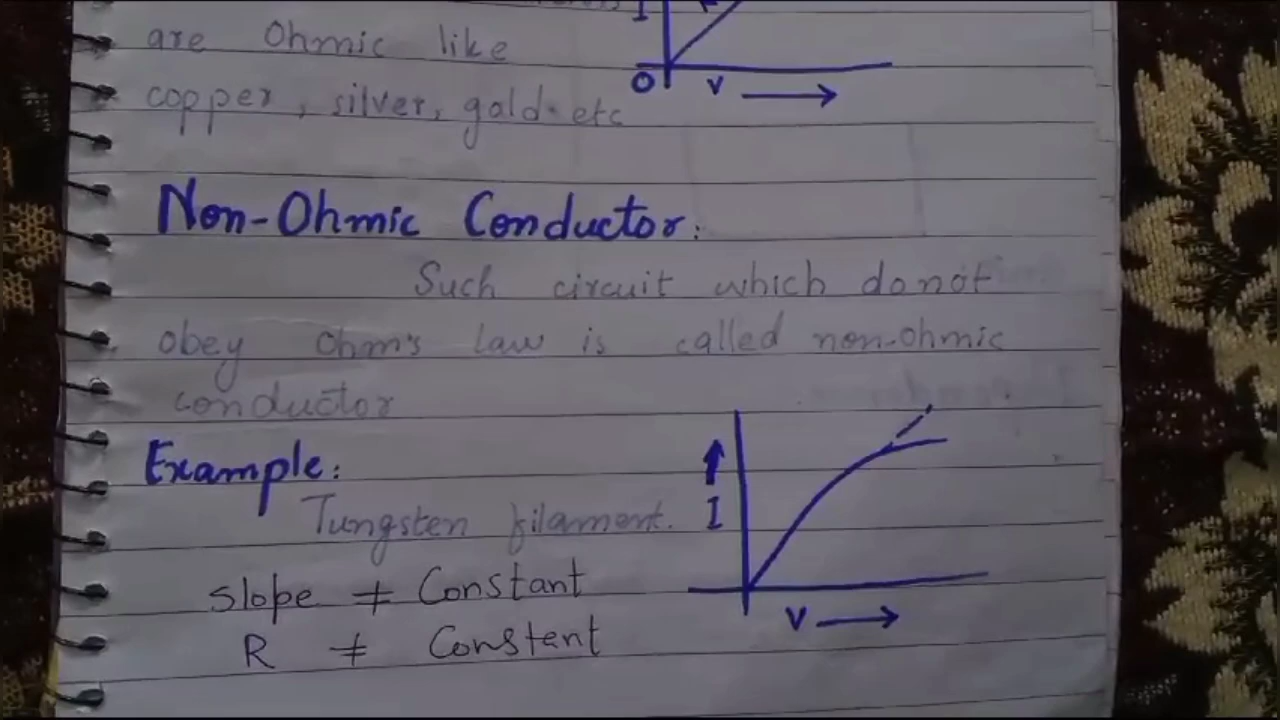 are Ohmic like
copper, silver, gold etc
I
O V
Non-Ohmic Conductor:
Such circuit which donot
obey Ohm's law is called non-ohmic
conductor
Example:
Tungsten filament.
slope ≠ Constant
R ≠ Constant
I
V